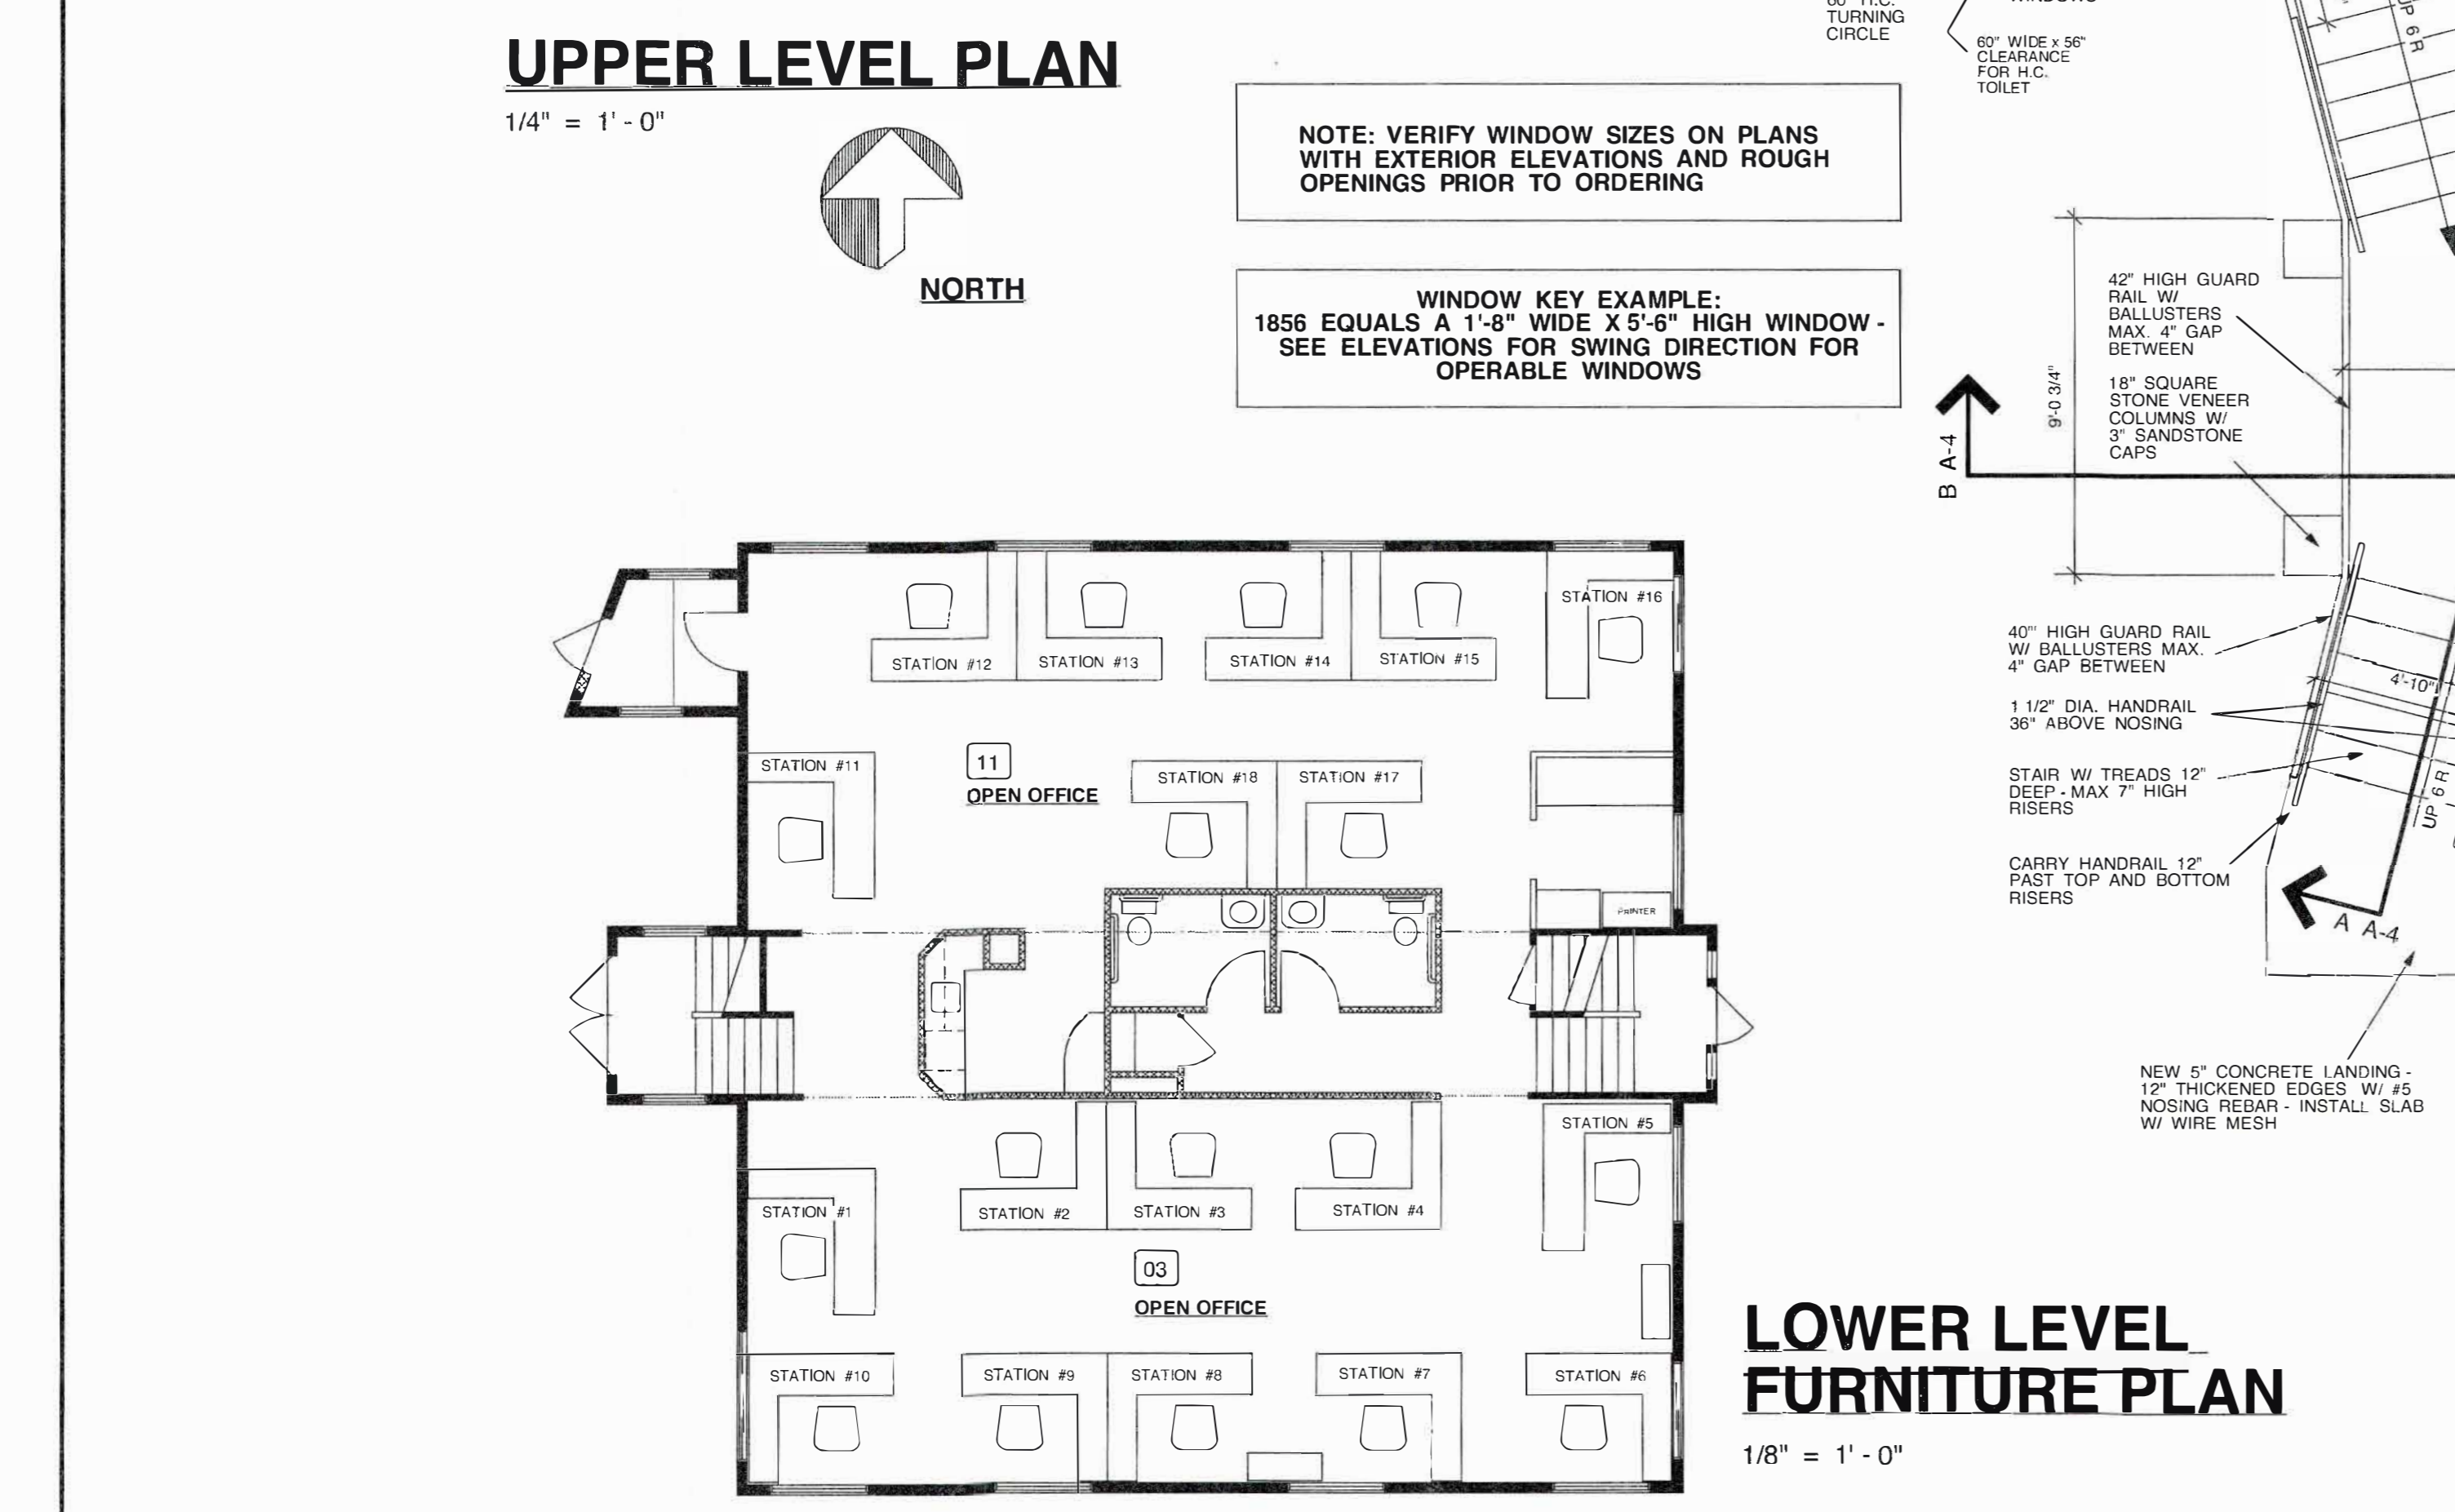 UPPER LEVEL PLAN
1/4" = 1' - 0"
NORTH
NOTE: VERIFY WINDOW SIZES ON PLANS
WITH EXTERIOR ELEVATIONS AND ROUGH
OPENINGS PRIOR TO ORDERING
WINDOW KEY EXAMPLE:
1856 EQUALS A 1'-8" WIDE X 5'-6" HIGH WINDOW -
SEE ELEVATIONS FOR SWING DIRECTION FOR
OPERABLE WINDOWS
TURNING
CIRCLE
60" WIDE x 56"
CLEARANCE
FOR H.C.
TOILET
UP 6 R
42" HIGH GUARD
RAIL W/
BALLUSTERS
MAX. 4" GAP
BETWEEN
9'-0 3/4"
18" SQUARE
STONE VENEER
COLUMNS W/
3" SANDSTONE
CAPS
B A-4
40"' HIGH GUARD RAIL
W/ BALLUSTERS MAX.
4" GAP BETWEEN
4'-10"
1 1/2" DIA. HANDRAIL
36" ABOVE NOSING
STAIR W/ TREADS 12"
DEEP - MAX 7" HIGH
RISERS
UP 6 R
CARRY HANDRAIL 12"
PAST TOP AND BOTTOM
RISERS
A A-4
NEW 5" CONCRETE LANDING -
12" THICKENED EDGES W/ #5
NOSING REBAR - INSTALL SLAB
W/ WIRE MESH
STATION #16
STATION #12
STATION #13
STATION #14
STATION #15
STATION #11
11
OPEN OFFICE
STATION #18
STATION #17
PRINTER
STATION #5
STATION #1
STATION #2
STATION #3
STATION #4
03
OPEN OFFICE
STATION #10
STATION #9
STATION #8
STATION #7
STATION #6
LOWER LEVEL
FURNITURE PLAN
1/8" = 1' - 0"